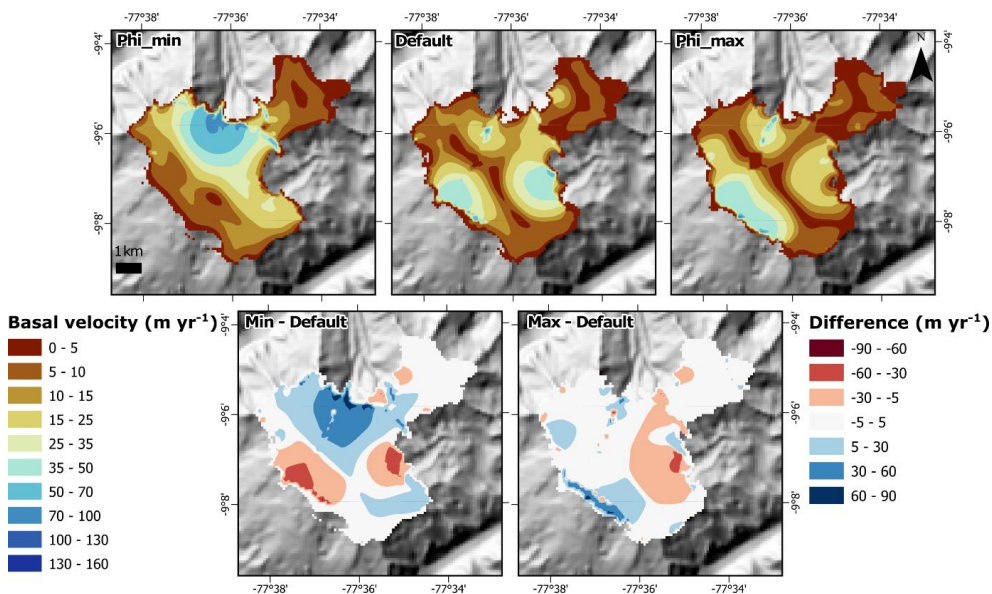 -77°38' -77°36' -77°34' -77°38' -77°36' -77°34' -77°38' -77°36' -77°34'
Phi_min Default Phi_max N
-9°4' -9°4'
-9°6' -9°6'
-9°8' -9°8'
1km
Basal velocity (m yr-1)
0 - 5
5 - 10
10 - 15
15 - 25
25 - 35
35 - 50
50 - 70
70 - 100
100 - 130
130 - 160
Min - Default Max - Default
-9°4' -9°4'
-9°6' -9°6'
-9°8' -9°8'
-77°38' -77°36' -77°34' -77°38' -77°36' -77°34'
Difference (m yr-1)
-90 - -60
-60 - -30
-30 - -5
-5 - 5
5 - 30
30 - 60
60 - 90